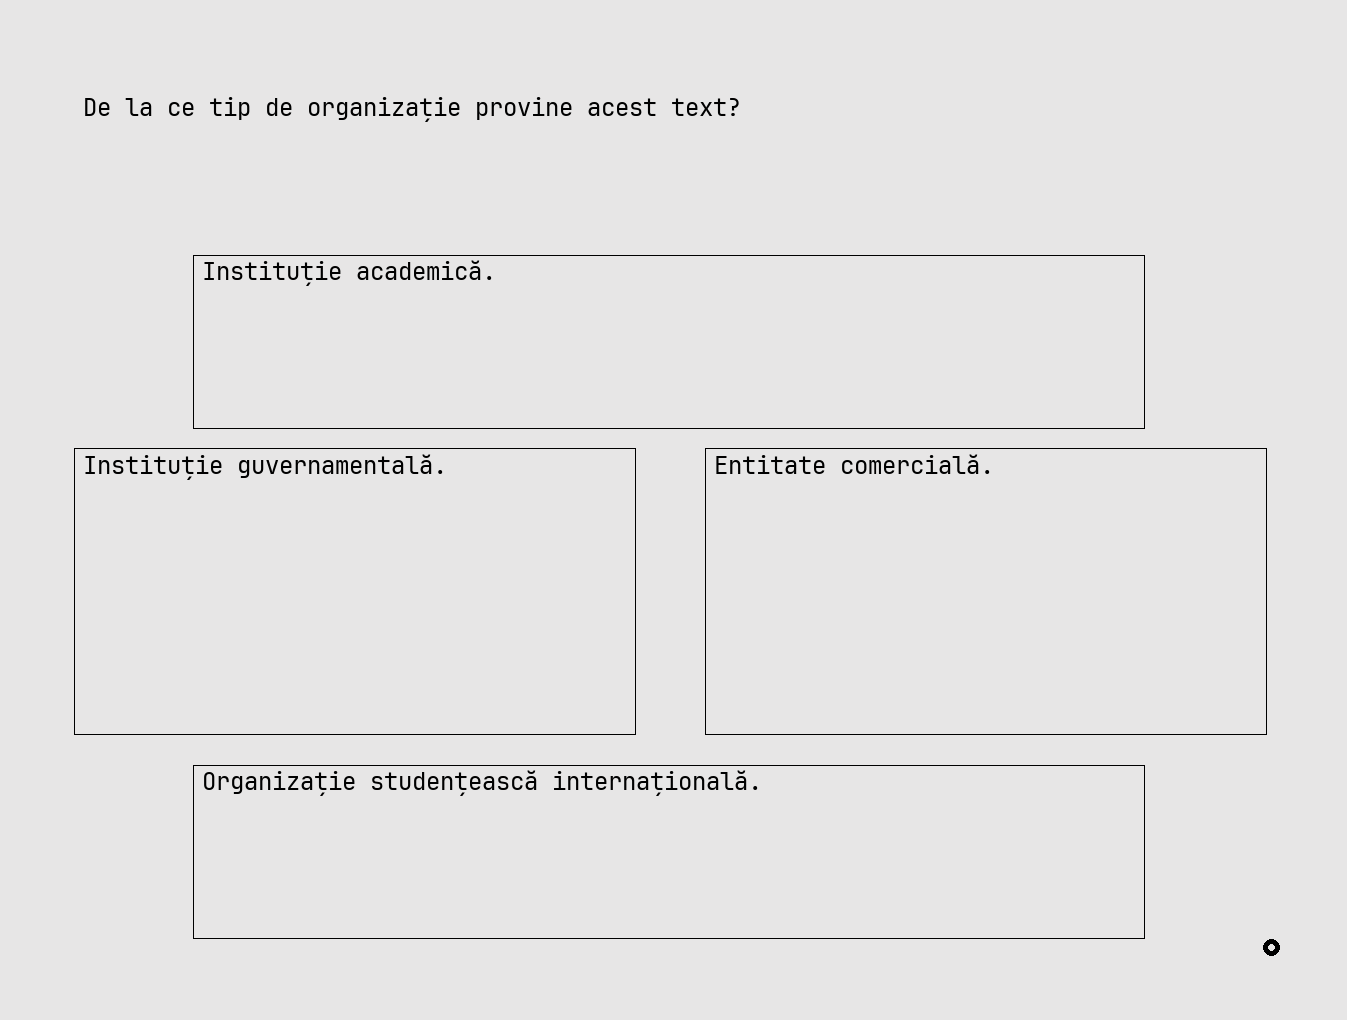 De la ce tip de organizație provine acest text?
Instituție academică.
Instituție guvernamentală.
Entitate comercială.
Organizație studențească internațională.